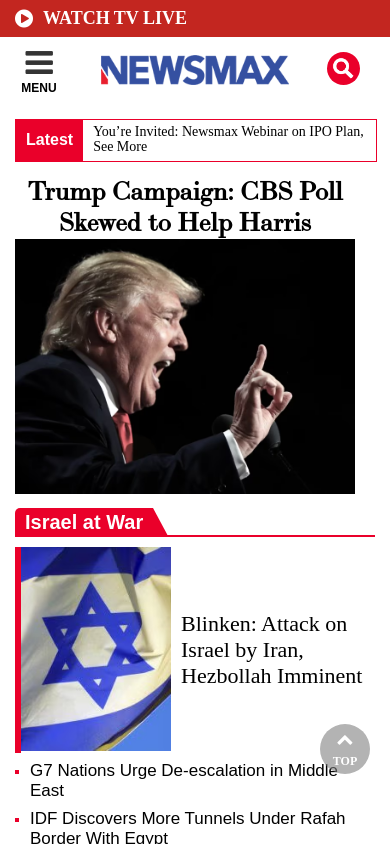 WATCH TV LIVE
MENU
NEWSMAX
Latest
You’re Invited: Newsmax Webinar on IPO Plan,
See More
Trump Campaign: CBS Poll
Skewed to Help Harris
Israel at War
Blinken: Attack on
Israel by Iran,
Hezbollah Imminent
TOP
G7 Nations Urge De-escalation in Middle
East
IDF Discovers More Tunnels Under Rafah
Border With Egypt